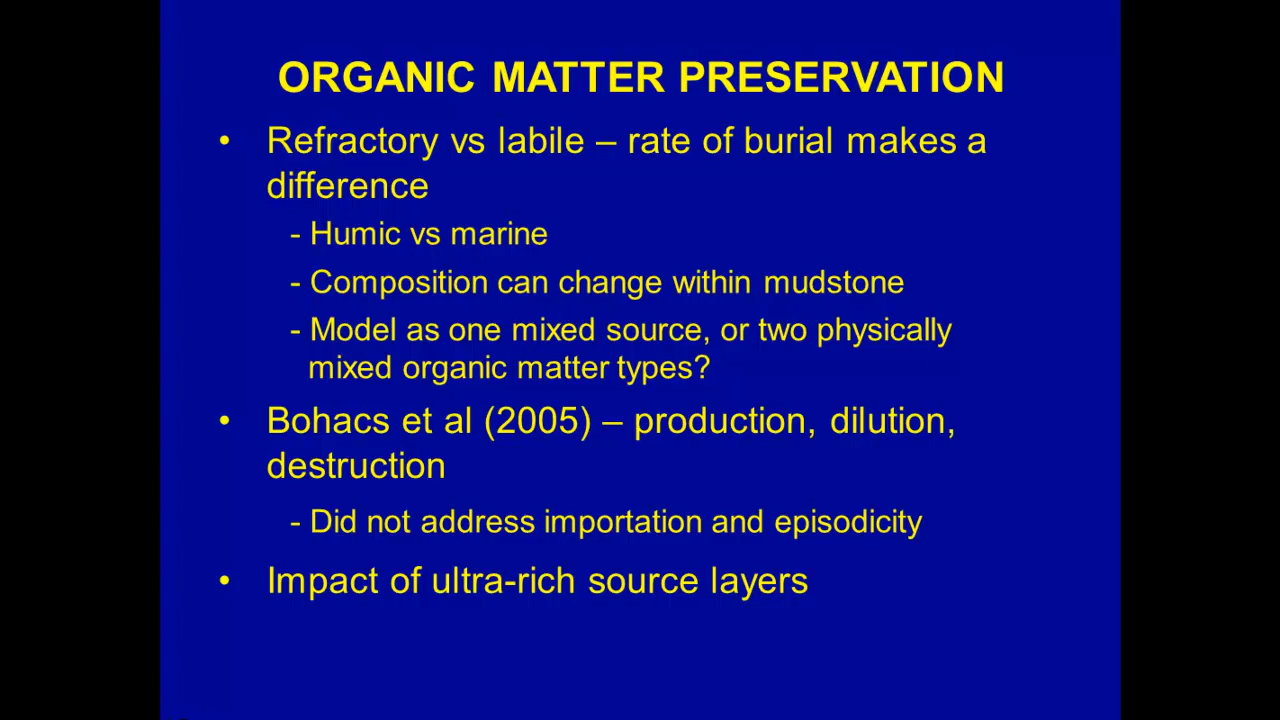 ORGANIC MATTER PRESERVATION
• Refractory vs labile – rate of burial makes a
difference
- Humic vs marine
- Composition can change within mudstone
- Model as one mixed source, or two physically
mixed organic matter types?
• Bohacs et al (2005) – production, dilution,
destruction
- Did not address importation and episodicity
• Impact of ultra-rich source layers